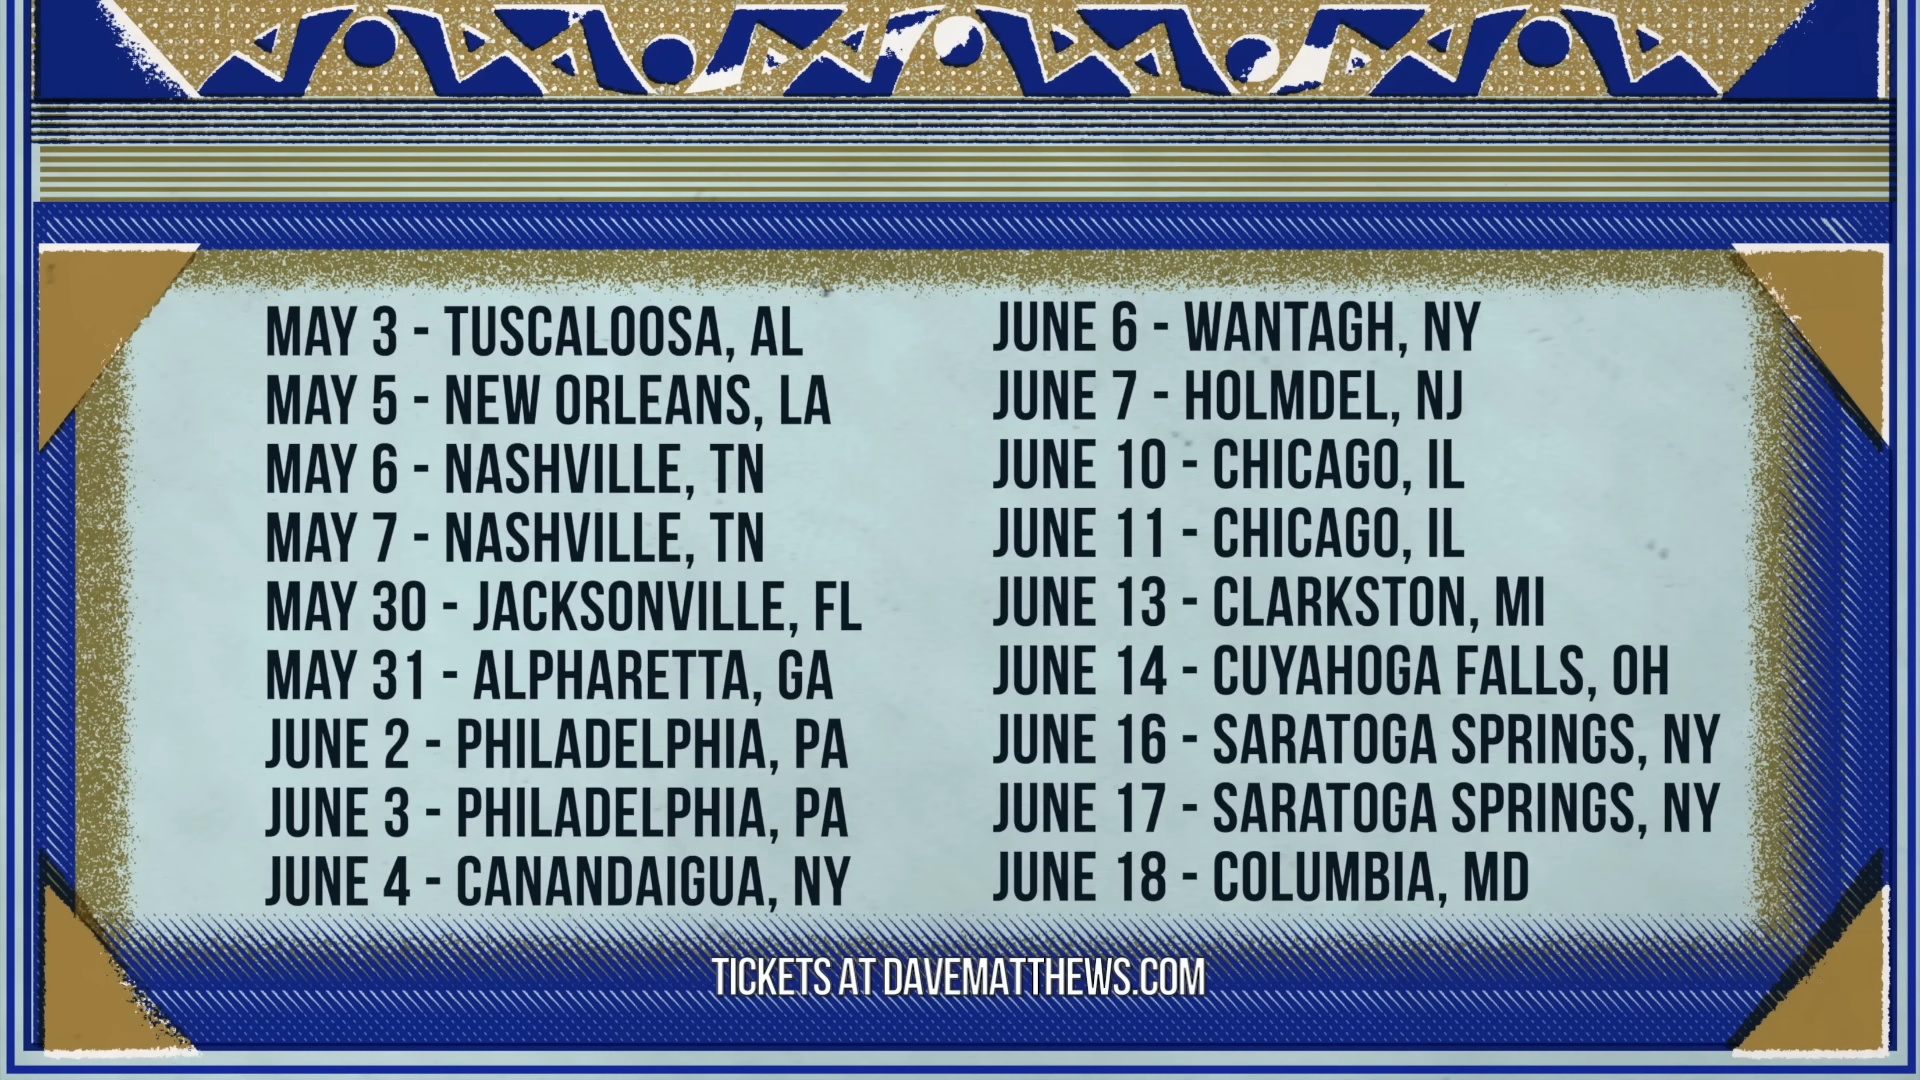 MAY 3 - TUSCALOOSA, AL
MAY 5 - NEW ORLEANS, LA
MAY 6 - NASHVILLE, TN
MAY 7 - NASHVILLE, TN
MAY 30 - JACKSONVILLE, FL
MAY 31 - ALPHARETTA, GA
JUNE 2 - PHILADELPHIA, PA
JUNE 3 - PHILADELPHIA, PA
JUNE 4 - CANANDAIGUA, NY
JUNE 6 - WANTAGH, NY
JUNE 7 - HOLMDEL, NJ
JUNE 10 - CHICAGO, IL
JUNE 11 - CHICAGO, IL
JUNE 13 - CLARKSTON, MI
JUNE 14 - CUYAHOGA FALLS, OH
JUNE 16 - SARATOGA SPRINGS, NY
JUNE 17 - SARATOGA SPRINGS, NY
JUNE 18 - COLUMBIA, MD
TICKETS AT DAVEMATTHEWS.COM